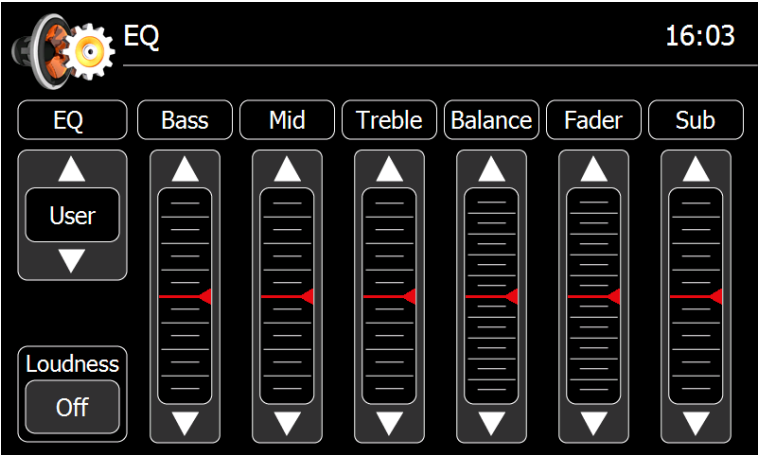 EQ
16:03
EQ
Bass
Mid
Treble
Balance
Fader
Sub
User
Loudness
Off